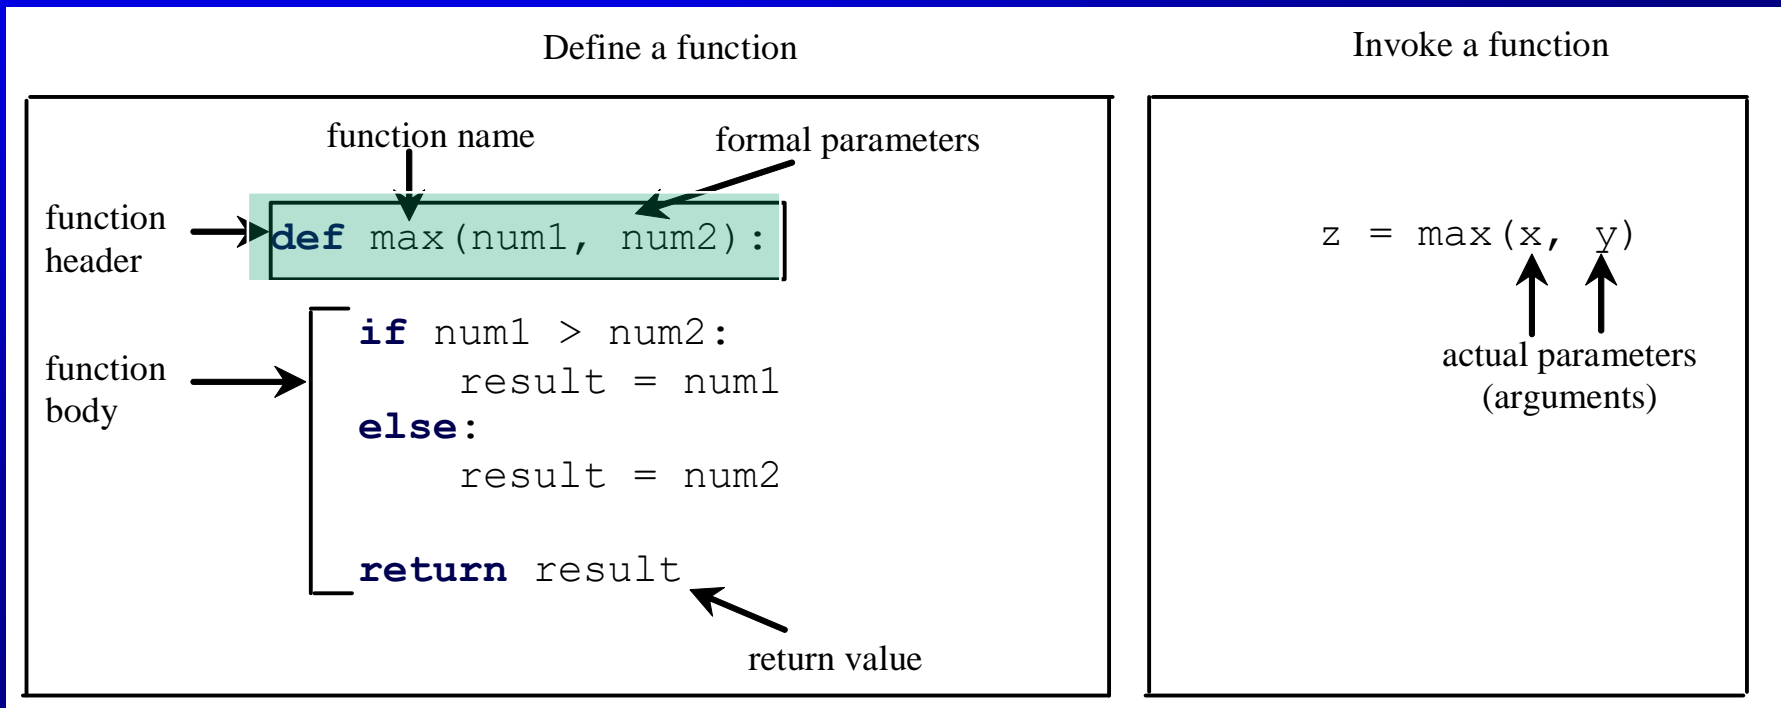 Define a function
function name
formal parameters
function
header
def max(num1, num2):
function
body
if num1 > num2:
result = num1
else:
result = num2
return result
return value
Invoke a function
z = max(x, y)
actual parameters
(arguments)